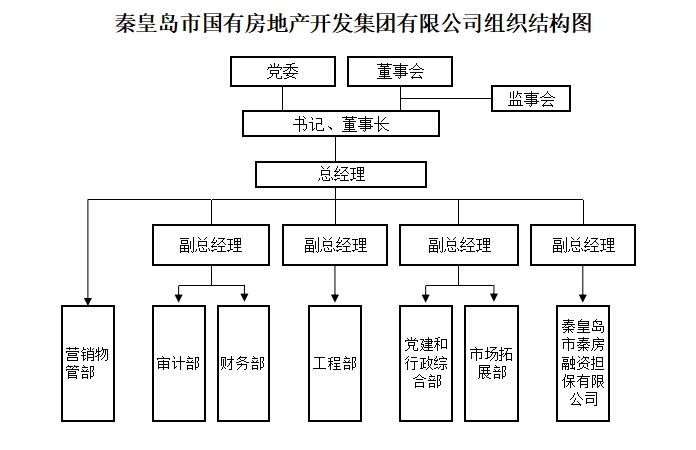 秦皇岛市国有房地产开发集团有限公司组织结构图
党委
董事会
监事会
书记、董事长
总经理
副总经理
副总经理
副总经理
副总经理
营销物
管部
审计部
财务部
工程部
党建和
行政综
合部
市场拓
展部
秦皇岛
市秦房
融资担
保有限
公司